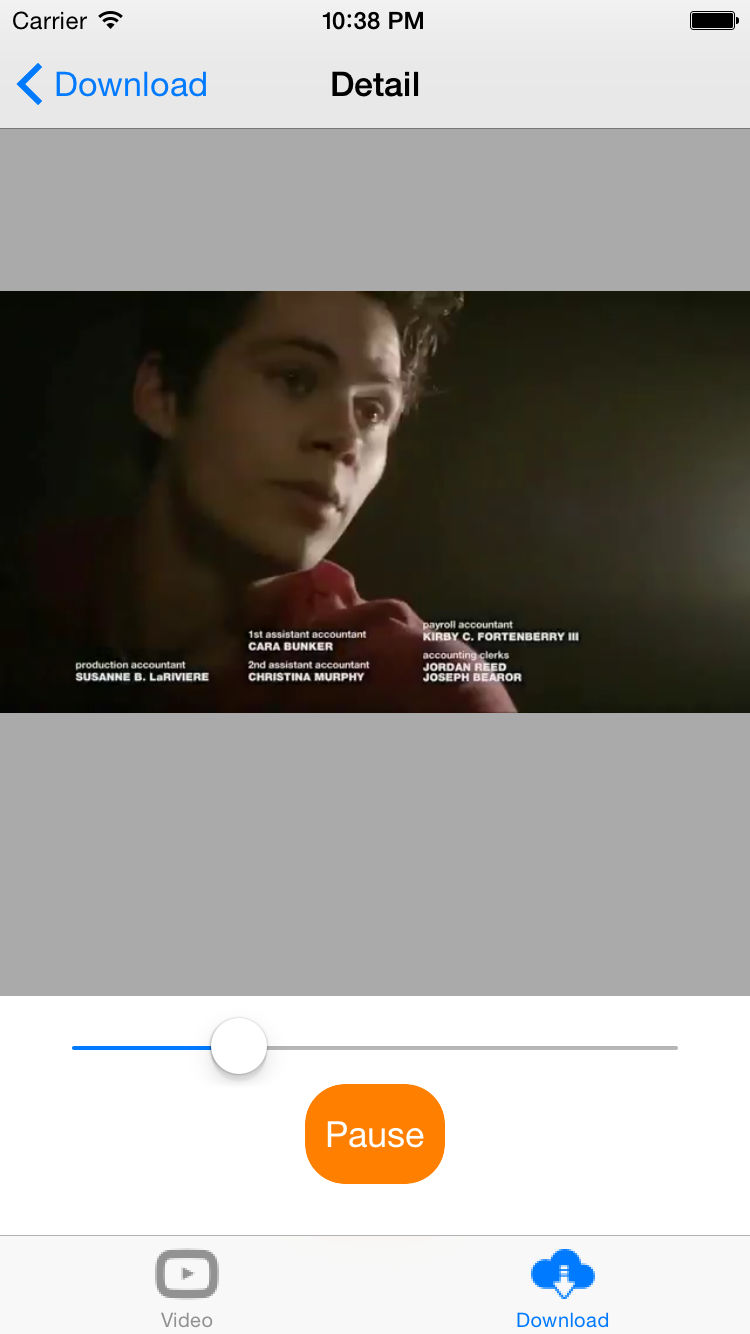 Carrier 10:38 PM
Download Detail
production accountant
SUSANNE B. LaRIVIERE
1st assistant accountant
CARA BUNKER
2nd assistant accountant
CHRISTINA MURPHY
payroll accountant
KIRBY C. FORTENBERRY III
accounting clerks
JORDAN REED
JOSEPH BEAROR
Pause
Video Download